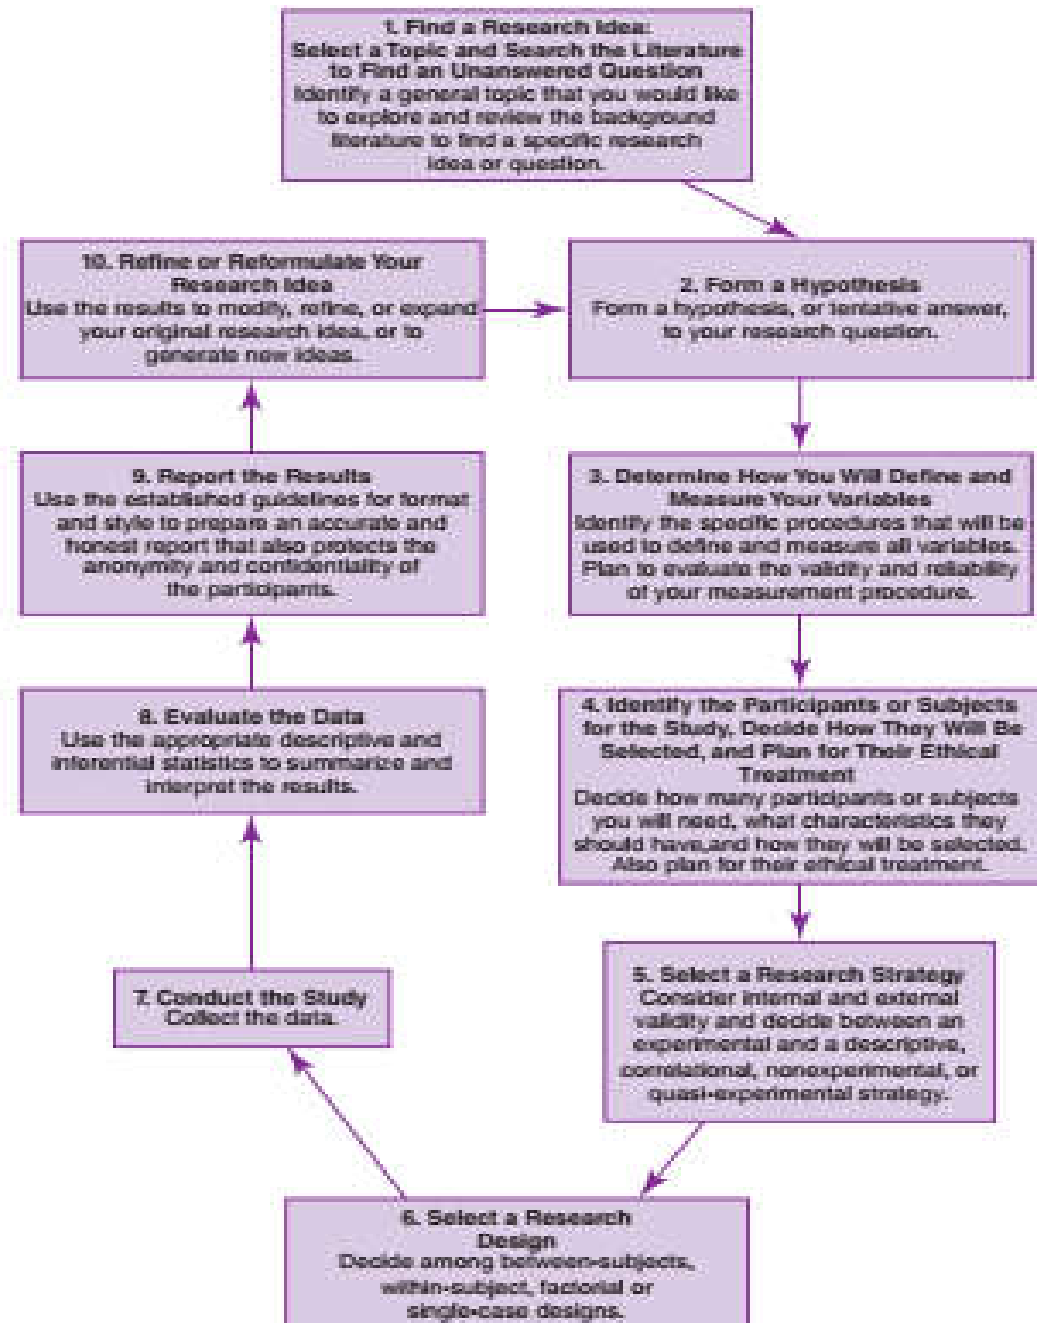 1. Find a Research Idea:
Select a Topic and Search the Literature
to Find an Unanswered Question
Identify a general topic that you would like
to explore and review the background
literature to find a specific research
idea or question.
2. Form a Hypothesis
Form a hypothesis, or tentative answer,
to your research question.
3. Determine How You Will Define and
Measure Your Variables
Identify the specific procedures that will be
used to define and measure all variables.
Plan to evaluate the validity and reliability
of your measurement procedure.
4. Identify the Participants or Subjects
for the Study, Decide How They Will Be
Selected, and Plan for Their Ethical
Treatment
Decide how many participants or subjects
you will need, what characteristics they
should have,and how they will be selected.
Also plan for their ethical treatment.
5. Select a Research Strategy
Consider internal and external
validity and decide between an
experimental and a descriptive,
correlational, nonexperimental, or
quasi-experimental strategy.
6. Select a Research
Design
Decide among between-subjects,
within-subject, factorial or
single-case designs.
7. Conduct the Study
Collect the data.
8. Evaluate the Data
Use the appropriate descriptive and
inferential statistics to summarize and
interpret the results.
9. Report the Results
Use the established guidelines for format
and style to prepare an accurate and
honest report that also protects the
anonymity and confidentiality of
the participants.
10. Refine or Reformulate Your
Research Idea
Use the results to modify, refine, or expand
your original research idea, or to
generate new ideas.